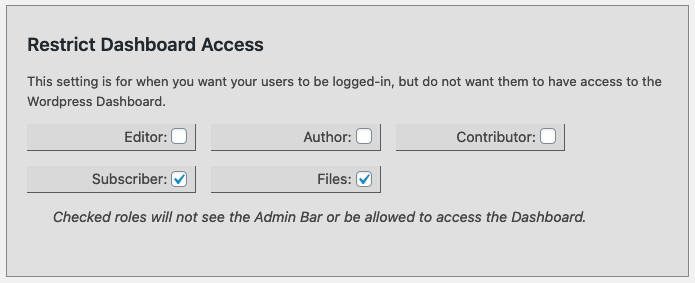 Restrict Dashboard Access
This setting is for when you want your users to be logged-in, but do not want them to have access to the
Wordpress Dashboard.
Editor: Author: Contributor:
Subscriber: Files:
Checked roles will not see the Admin Bar or be allowed to access the Dashboard.